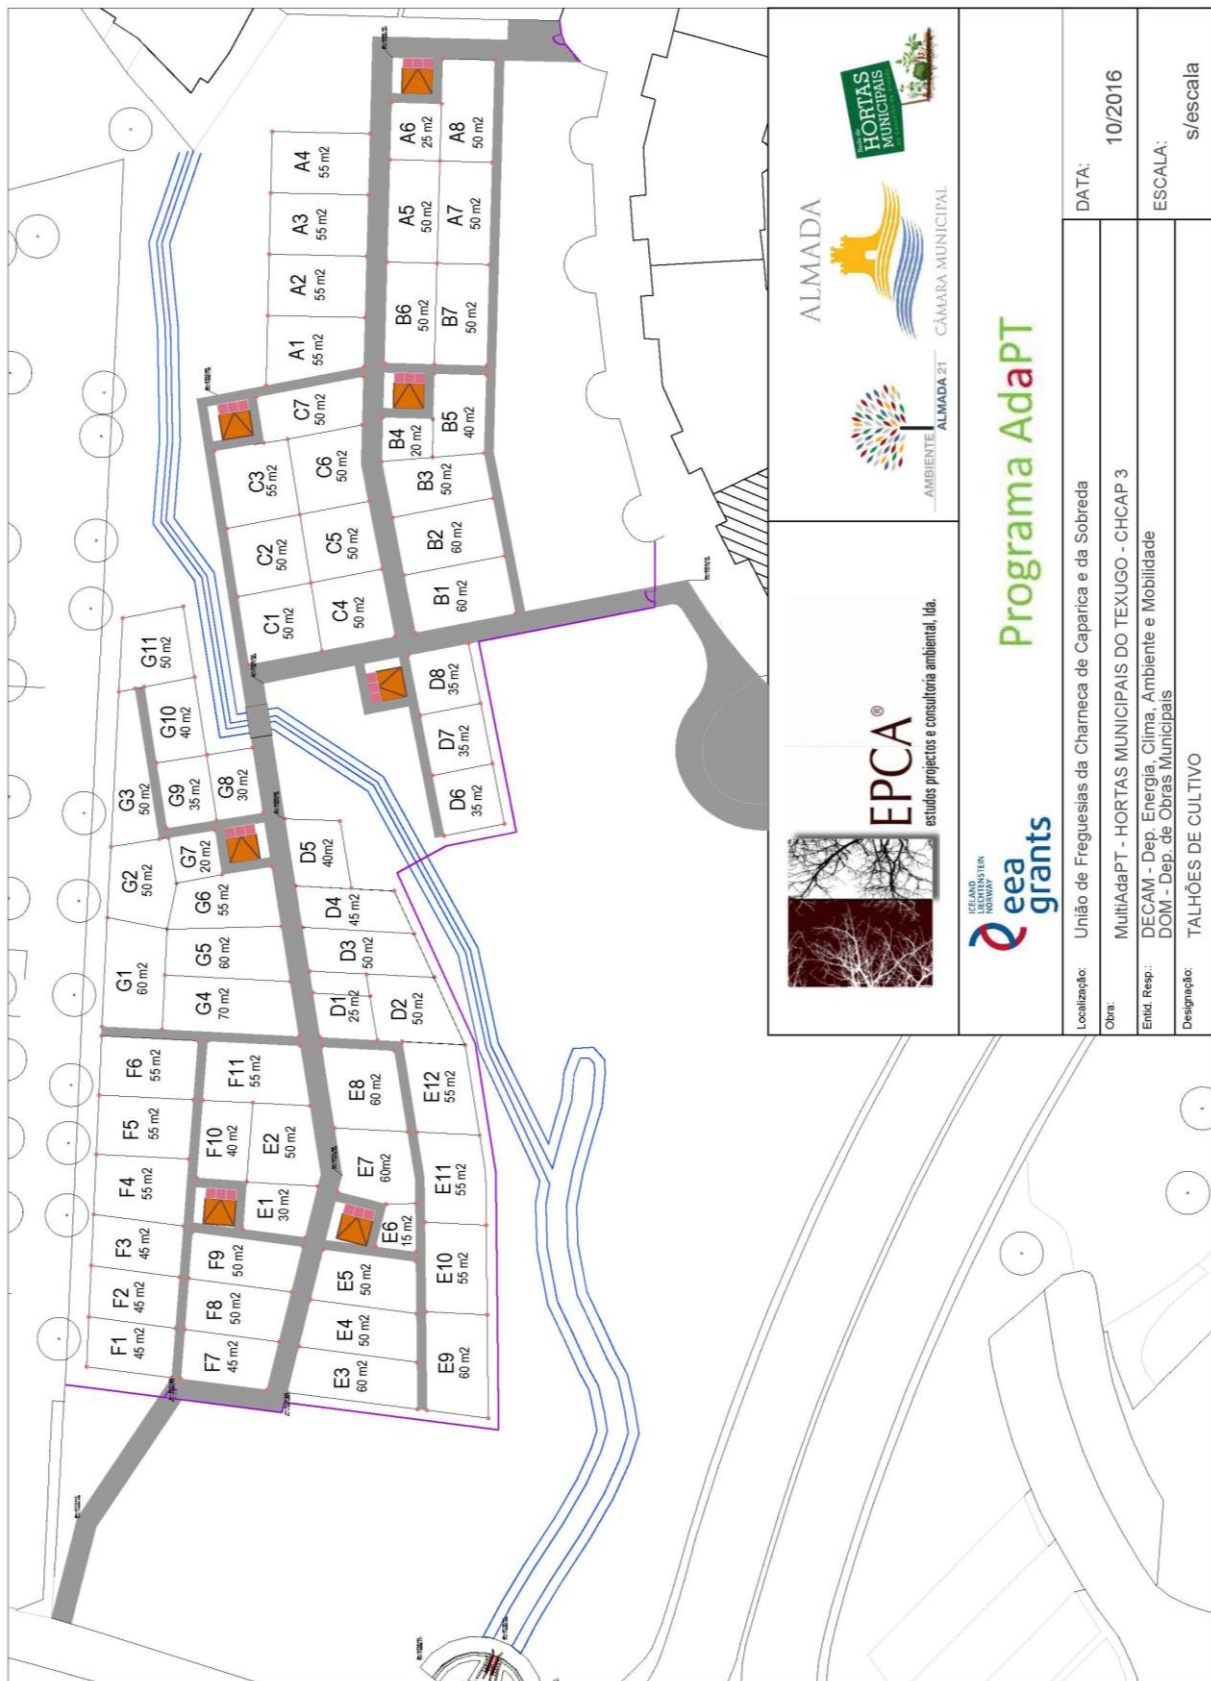 A1
55 m2
A2
55 m2
A3
55 m2
A4
55 m2
A5
50 m2
A6
25 m2
A7
50 m2
A8
50 m2
B1
60 m2
B2
60 m2
B3
50 m2
B4
20 m2
B5
40 m2
B6
50 m2
B7
50 m2
C1
50 m2
C2
50 m2
C3
55 m2
C4
50 m2
C5
50 m2
C6
50 m2
C7
50 m2
D1
25 m2
D2
50 m2
D3
50 m2
D4
45 m2
D5
40m2
D6
35 m2
D7
35 m2
D8
35 m2
E1
30 m2
E2
50 m2
E3
60 m2
E4
50 m2
E5
50 m2
E6
15 m2
E7
60m2
E8
60 m2
E9
60 m2
E10
55 m2
E11
55 m2
E12
55 m2
F1
45 m2
F2
45 m2
F3
45 m2
F4
55 m2
F5
55 m2
F6
55 m2
F7
45 m2
F8
50 m2
F9
50 m2
F10
40 m2
F11
55 m2
G1
60 m2
G2
50 m2
G3
50 m2
G4
70 m2
G5
60 m2
G6
55 m2
G7
20 m2
G8
30 m2
G9
35 m2
G10
40 m2
G11
50 m2
EPCA®
estudos projectos e consultoria ambiental, lda.
AMBIENTE ALMADA 21
ALMADA
CÂMARA MUNICIPAL
Rede de
HORTAS
MUNICIPAIS
ICELAND
LIECHTENSTEIN
NORWAY
eea
grants
Programa AdaPT
Localização: União de Freguesias da Charneca de Caparica e da Sobreda
DATA:
10/2016
Obra: MultiAdaPT - HORTAS MUNICIPAIS DO TEXUGO - CHCAP 3
Entid. Resp.: DECAM - Dep. Energia, Clima, Ambiente e Mobilidade
DOM - Dep. de Obras Municipais
ESCALA:
s/escala
Designação: TALHÕES DE CULTIVO